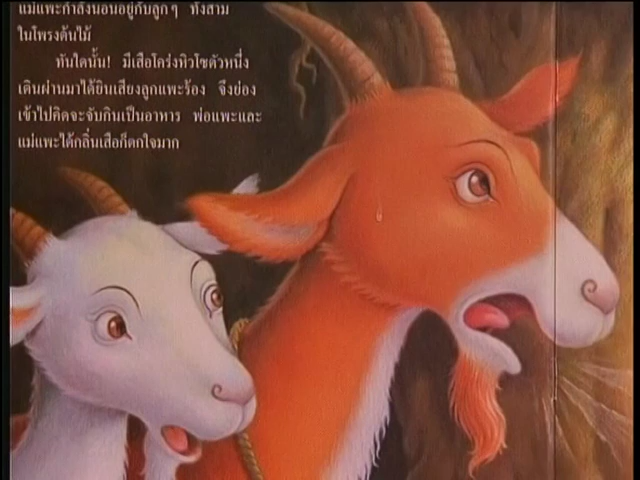 แม่แพะกำลังนอนอยู่กับลูกๆ ทั้งสาม
ในโพรงต้นไม้
ทันใดนั้น! มีเสือโคร่งหิวโซตัวหนึ่ง
เดินผ่านมาได้ยินเสียงลูกแพะร้อง จึงย่อง
เข้าไปคิดจะจับกินเป็นอาหาร พ่อแพะและ
แม่แพะได้กลิ่นเสือก็ตกใจมาก